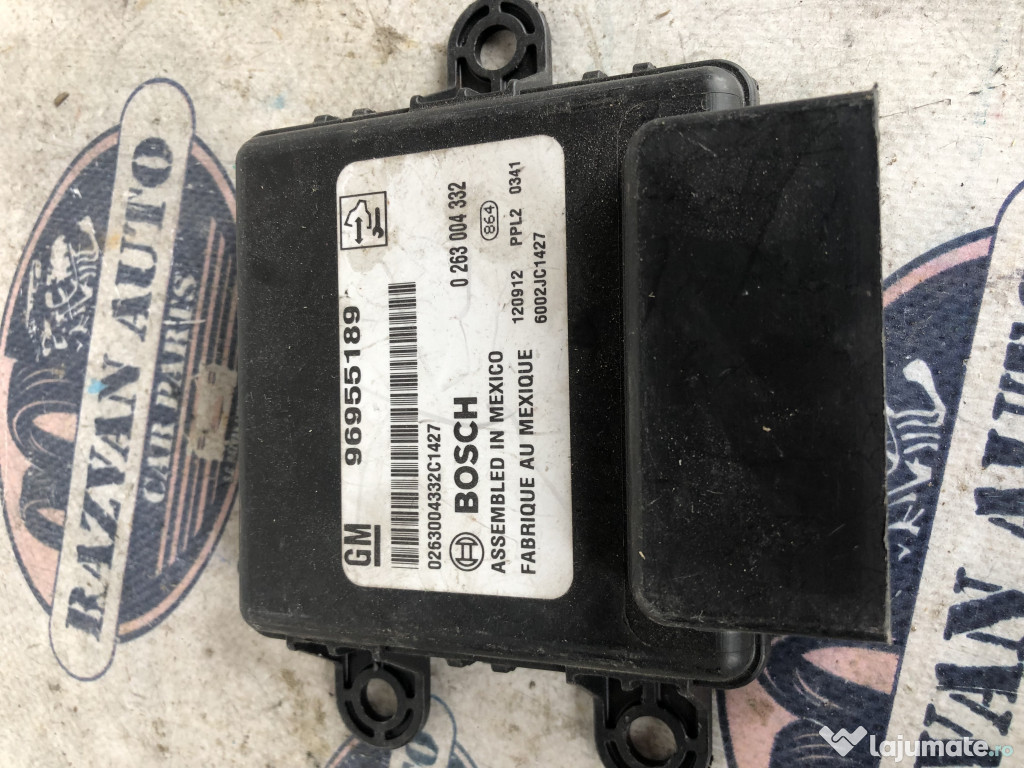 GM 96955189
0263004332C1427
BOSCH 0 263 004 332
864
ASSEMBLED IN MEXICO 120912 PPL2 0341
FABRIQUE AU MEXIQUE 6002JC1427
RAZVAN AUTO
CAR PARTS
lajumate.ro